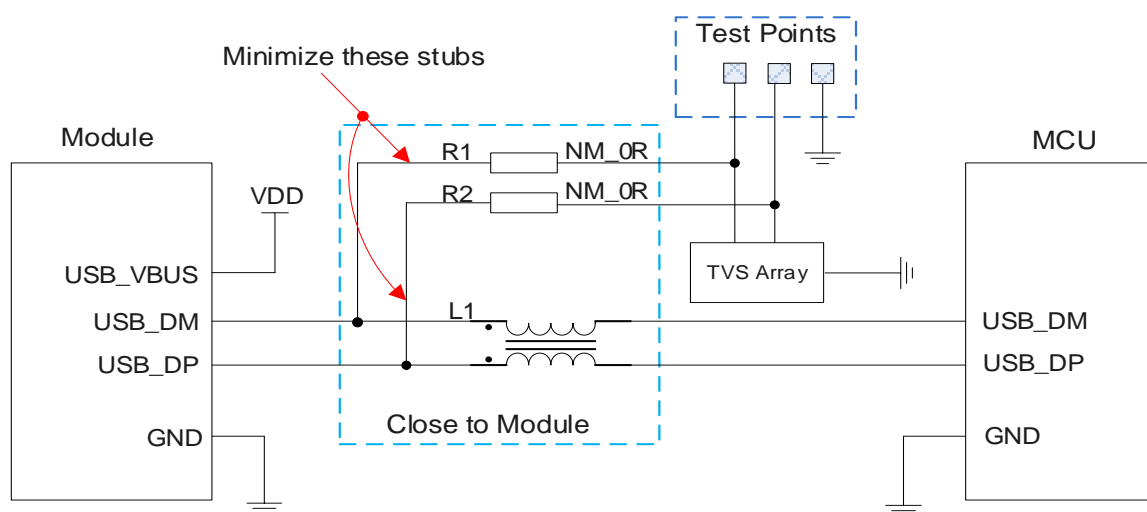 Test Points
Minimize these stubs
Module
MCU
R1
NM_0R
VDD
R2
NM_0R
USB_VBUS
TVS Array
USB_DM
L1
USB_DM
USB_DP
USB_DP
Close to Module
GND
GND